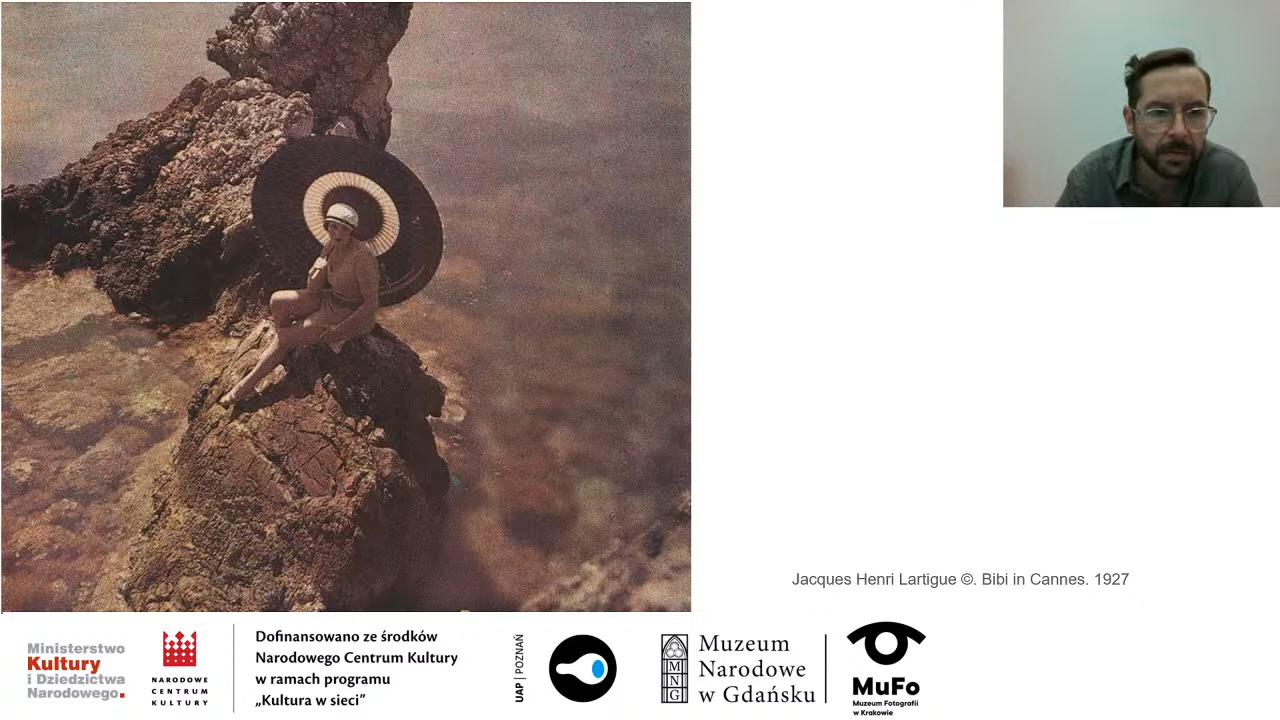 Jacques Henri Lartigue ©. Bibi in Cannes. 1927
Ministerstwo
Kultury
i Dziedzictwa
Narodowego.
NARODOWE
CENTRUM
KULTURY
Dofinansowano ze środków
Narodowego Centrum Kultury
w ramach programu
„Kultura w sieci”
UAP | POZNAŃ
MNG
Muzeum
Narodowe
w Gdańsku
MuFo
Muzeum Fotografii
w Krakowie